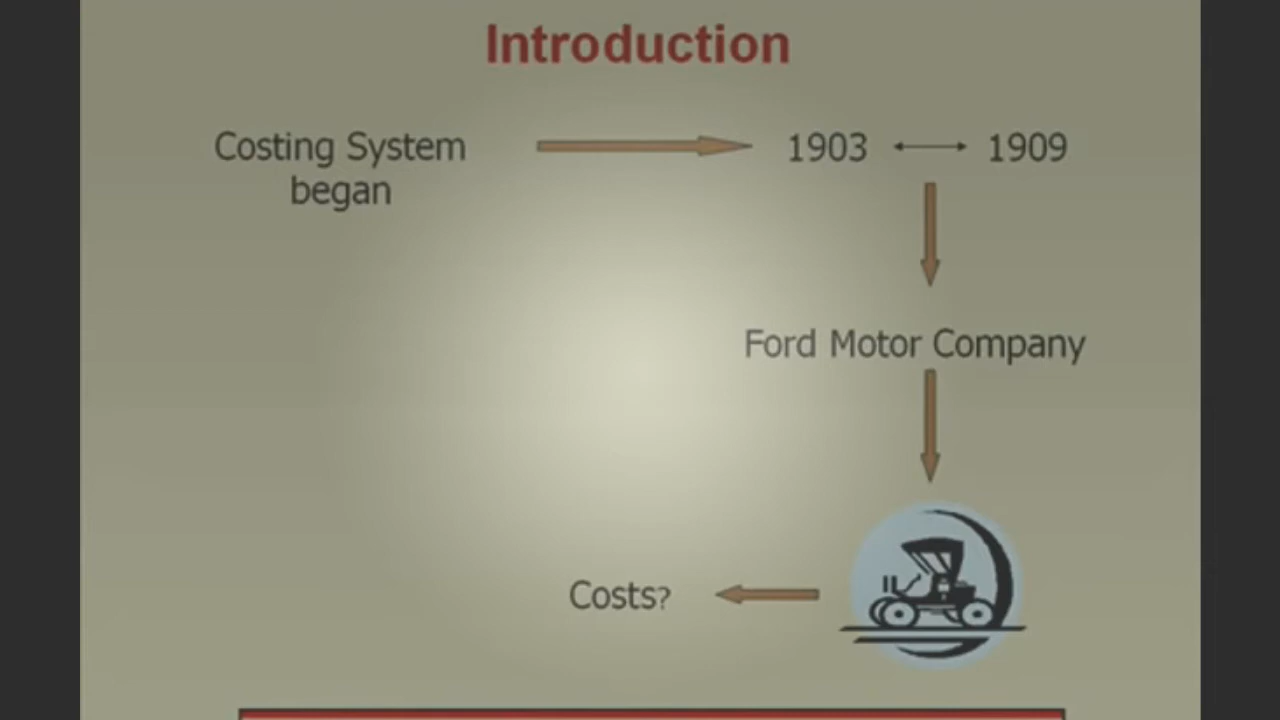 Introduction
Costing System
began
1903
1909
Ford Motor Company
Costs?